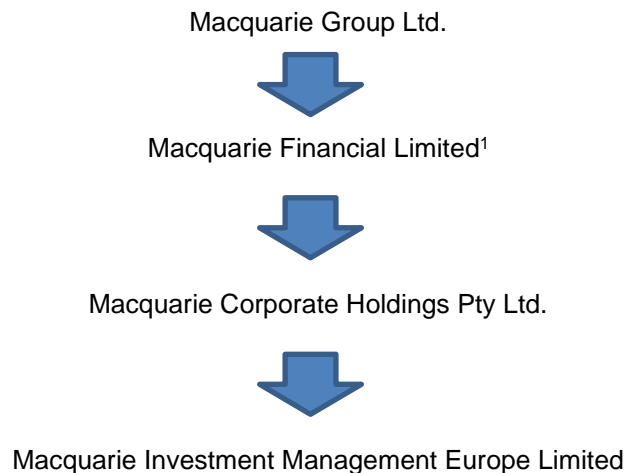 Macquarie Group Ltd.
Macquarie Financial Limited¹
Macquarie Corporate Holdings Pty Ltd.
Macquarie Investment Management Europe Limited